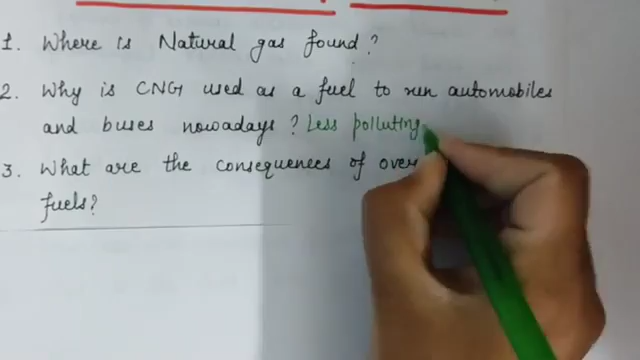 1. Where is Natural gas found?
2. Why is CNG used as a fuel to run automobiles
and buses nowadays? Less polluting
3. What are the consequences of over
fuels?